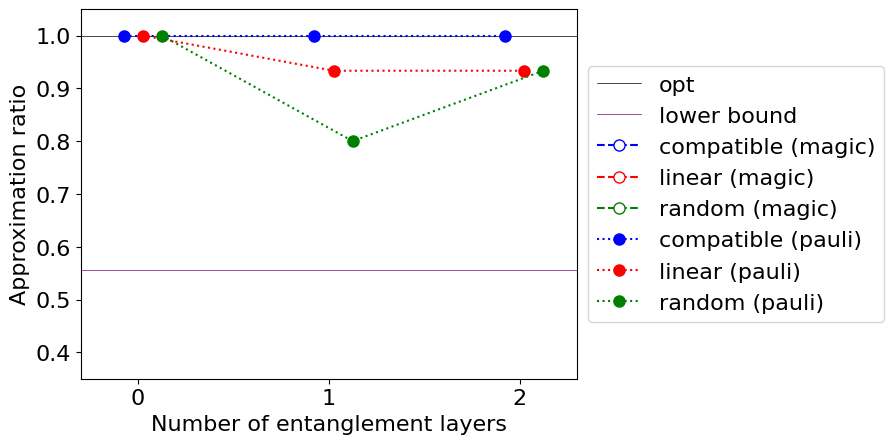 1.0
0.9
0.8
0.7
0.6
0.5
0.4
Approximation ratio
0
1
2
Number of entanglement layers
opt
lower bound
compatible (magic)
linear (magic)
random (magic)
compatible (pauli)
linear (pauli)
random (pauli)